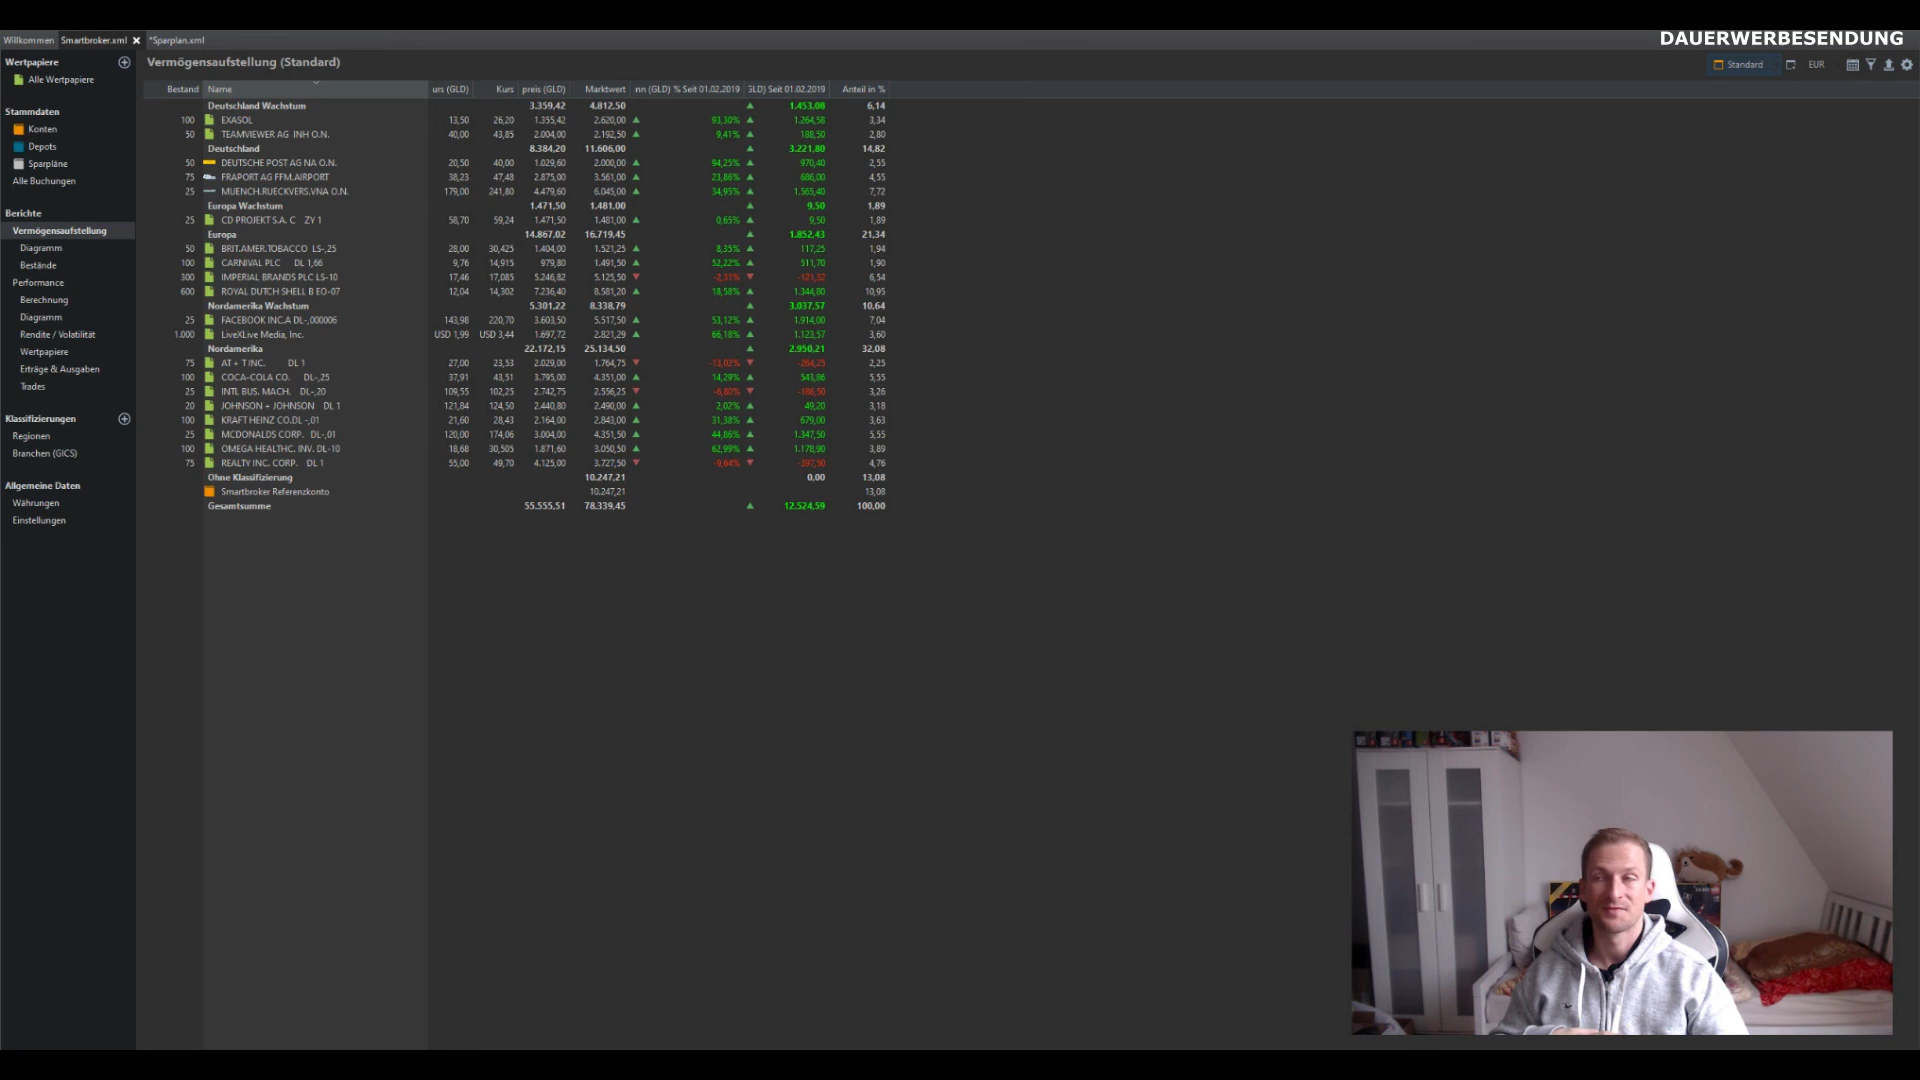 DAUERWERBESENDUNG
Willkommen Smartbroker.xml *Sparplan.xml
Wertpapiere
Alle Wertpapiere
Stammdaten
Konten
Depots
Sparpläne
Alle Buchungen
Berichte
Vermögensaufstellung
Diagramm
Bestände
Performance
Berechnung
Diagramm
Rendite / Volatilität
Wertpapiere
Erträge & Ausgaben
Trades
Klassifizierungen
Regionen
Branchen (GICS)
Allgemeine Daten
Währungen
Einstellungen
Vermögensaufstellung (Standard)
Standard EUR
Bestand Name urs (GLD) Kurs preis (GLD) Marktwert nn (GLD) % Seit 01.02.2019 GLD) Seit 01.02.2019 Anteil in %
Deutschland Wachstum 3.359,42 4.812,50 1.453,08 6,14
100 EXASOL 13,50 26,20 1.355,42 2.620,00 93,30% 1.264,58 3,34
50 TEAMVIEWER AG INH O.N. 40,00 43,85 2.004,00 2.192,50 9,41% 188,50 2,80
Deutschland 8.384,20 11.606,00 3.221,80 14,82
50 DEUTSCHE POST AG NA O.N. 20,50 40,00 1.029,60 2.000,00 94,25% 970,40 2,55
75 FRAPORT AG FFM.AIRPORT 38,23 47,48 2.875,00 3.561,00 23,86% 686,00 4,55
25 MUENCH.RUECKVERS.VNA O.N. 179,00 241,80 4.479,60 6.045,00 34,95% 1.565,40 7,72
Europa Wachstum 1.471,50 1.481,00 9,50 1,89
25 CD PROJEKT S.A. C ZY 1 58,70 59,24 1.471,50 1.481,00 0,65% 9,50 1,89
Europa 14.867,02 16.719,45 1.852,43 21,34
50 BRIT.AMER.TOBACCO LS-,25 28,00 30,425 1.404,00 1.521,25 8,35% 117,25 1,94
100 CARNIVAL PLC DL 1,66 9,76 14,915 979,80 1.491,50 52,22% 511,70 1,90
300 IMPERIAL BRANDS PLC LS-10 17,46 17,085 5.246,82 5.125,50 -2,31% -121,32 6,54
600 ROYAL DUTCH SHELL B EO-07 12,04 14,302 7.236,40 8.581,20 18,58% 1.344,80 10,95
Nordamerika Wachstum 5.301,22 8.338,79 3.037,57 10,64
25 FACEBOOK INC.A DL-,000006 143,98 220,70 3.603,50 5.517,50 53,12% 1.914,00 7,04
1.000 LiveXLive Media, Inc. USD 1,99 USD 3,44 1.697,72 2.821,29 66,18% 1.123,57 3,60
Nordamerika 22.172,15 25.134,50 2.950,21 32,08
75 AT + T INC. DL 1 27,00 23,53 2.029,00 1.764,75 -13,02% -264,25 2,25
100 COCA-COLA CO. DL-,25 37,91 43,51 3.795,00 4.351,00 14,29% 543,86 5,55
25 INTL BUS. MACH. DL-,20 109,55 102,25 2.742,75 2.556,25 -6,80% -186,50 3,26
20 JOHNSON + JOHNSON DL 1 121,84 124,50 2.440,80 2.490,00 2,02% 49,20 3,18
100 KRAFT HEINZ CO.DL -,01 21,60 28,43 2.164,00 2.843,00 31,38% 679,00 3,63
25 MCDONALDS CORP. DL-,01 120,00 174,06 3.004,00 4.351,50 44,86% 1.347,50 5,55
100 OMEGA HEALTHC. INV. DL-10 18,68 30,505 1.871,60 3.050,50 62,99% 1.178,90 3,89
75 REALTY INC. CORP. DL 1 55,00 49,70 4.125,00 3.727,50 -9,64% -397,50 4,76
Ohne Klassifizierung 10.247,21 0,00 13,08
Smartbroker Referenzkonto 10.247,21 13,08
Gesamtsumme 55.555,51 78.339,45 12.524,59 100,00